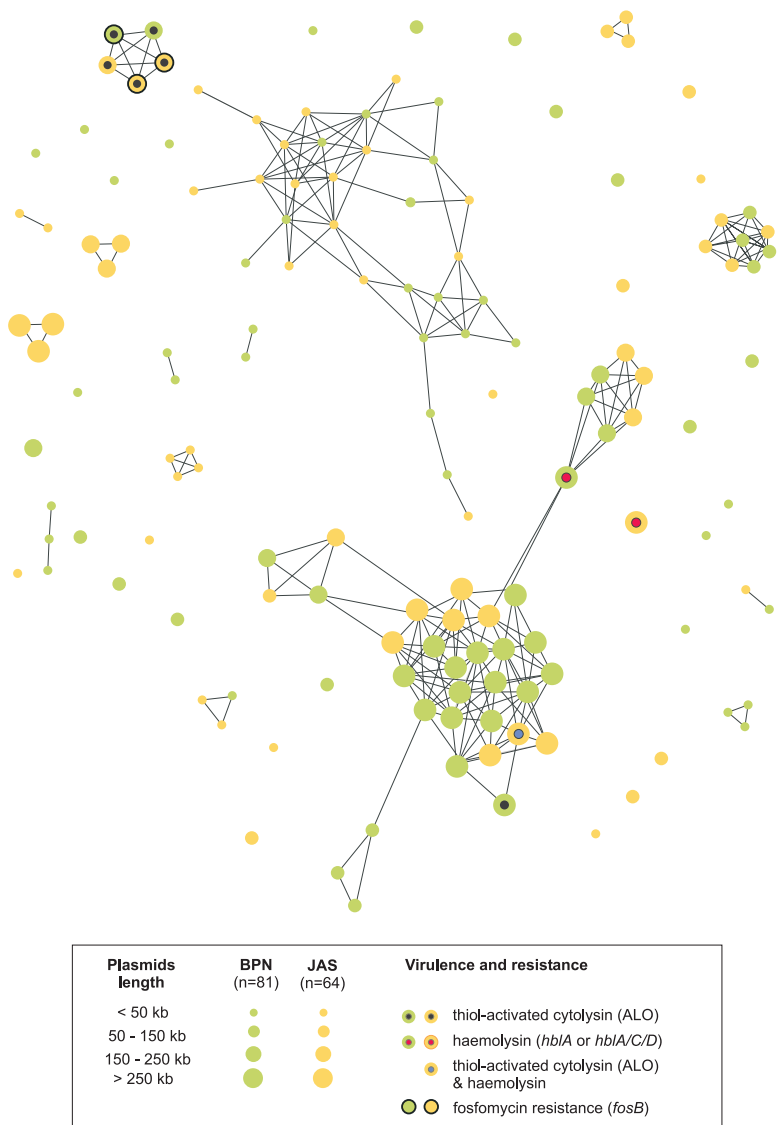 Plasmids length
BPN (n=81)
JAS (n=64)
Virulence and resistance
< 50 kb
50 - 150 kb
150 - 250 kb
> 250 kb
thiol-activated cytolysin (ALO)
haemolysin (hblA or hblA/C/D)
thiol-activated cytolysin (ALO)
& haemolysin
fosfomycin resistance (fosB)